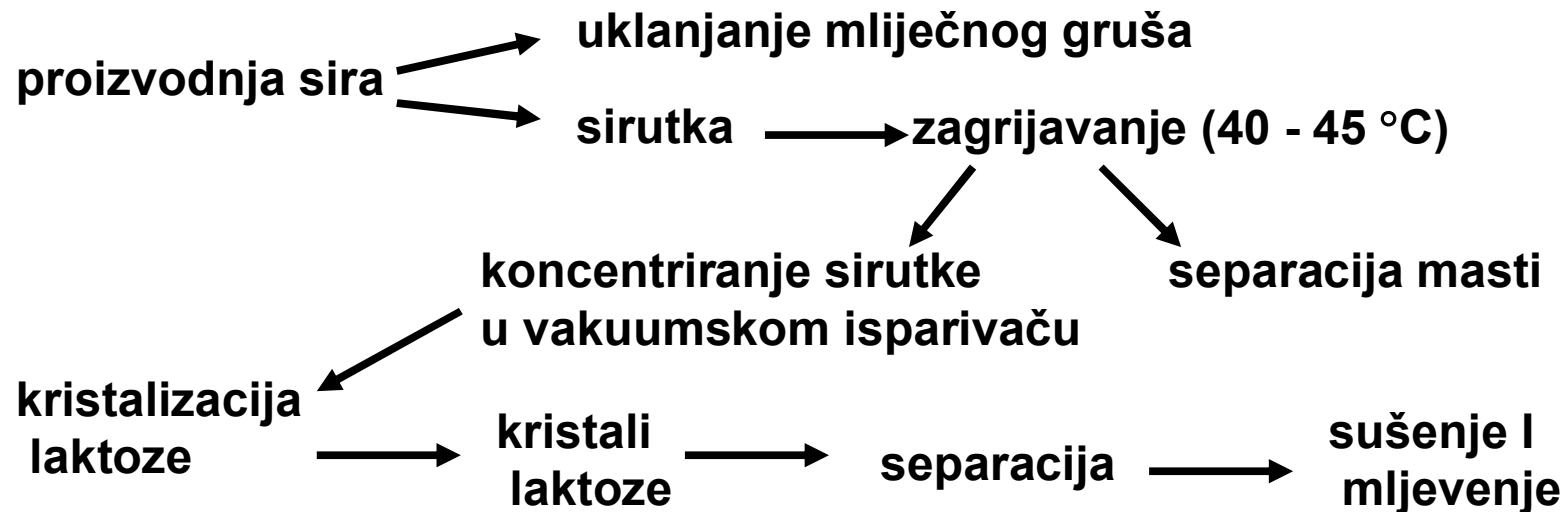 uklanjanje mliječnog gruša
proizvodnja sira
sirutka
zagrijavanje (40 - 45 °C)
koncentriranje sirutke
u vakuumskom isparivaču
separacija masti
kristalizacija
laktoze
kristali
laktoze
separacija
sušenje I
mljevenje